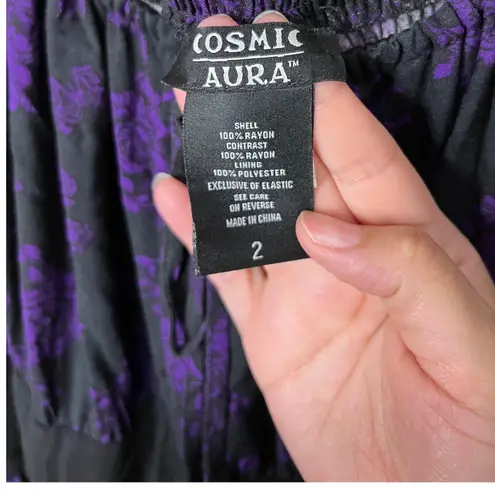 COSMIC
AURA™
SHELL
100% RAYON
CONTRAST
100% RAYON
LINING
100% POLYESTER
EXCLUSIVE OF ELASTIC
SEE CARE
ON REVERSE
MADE IN CHINA
2